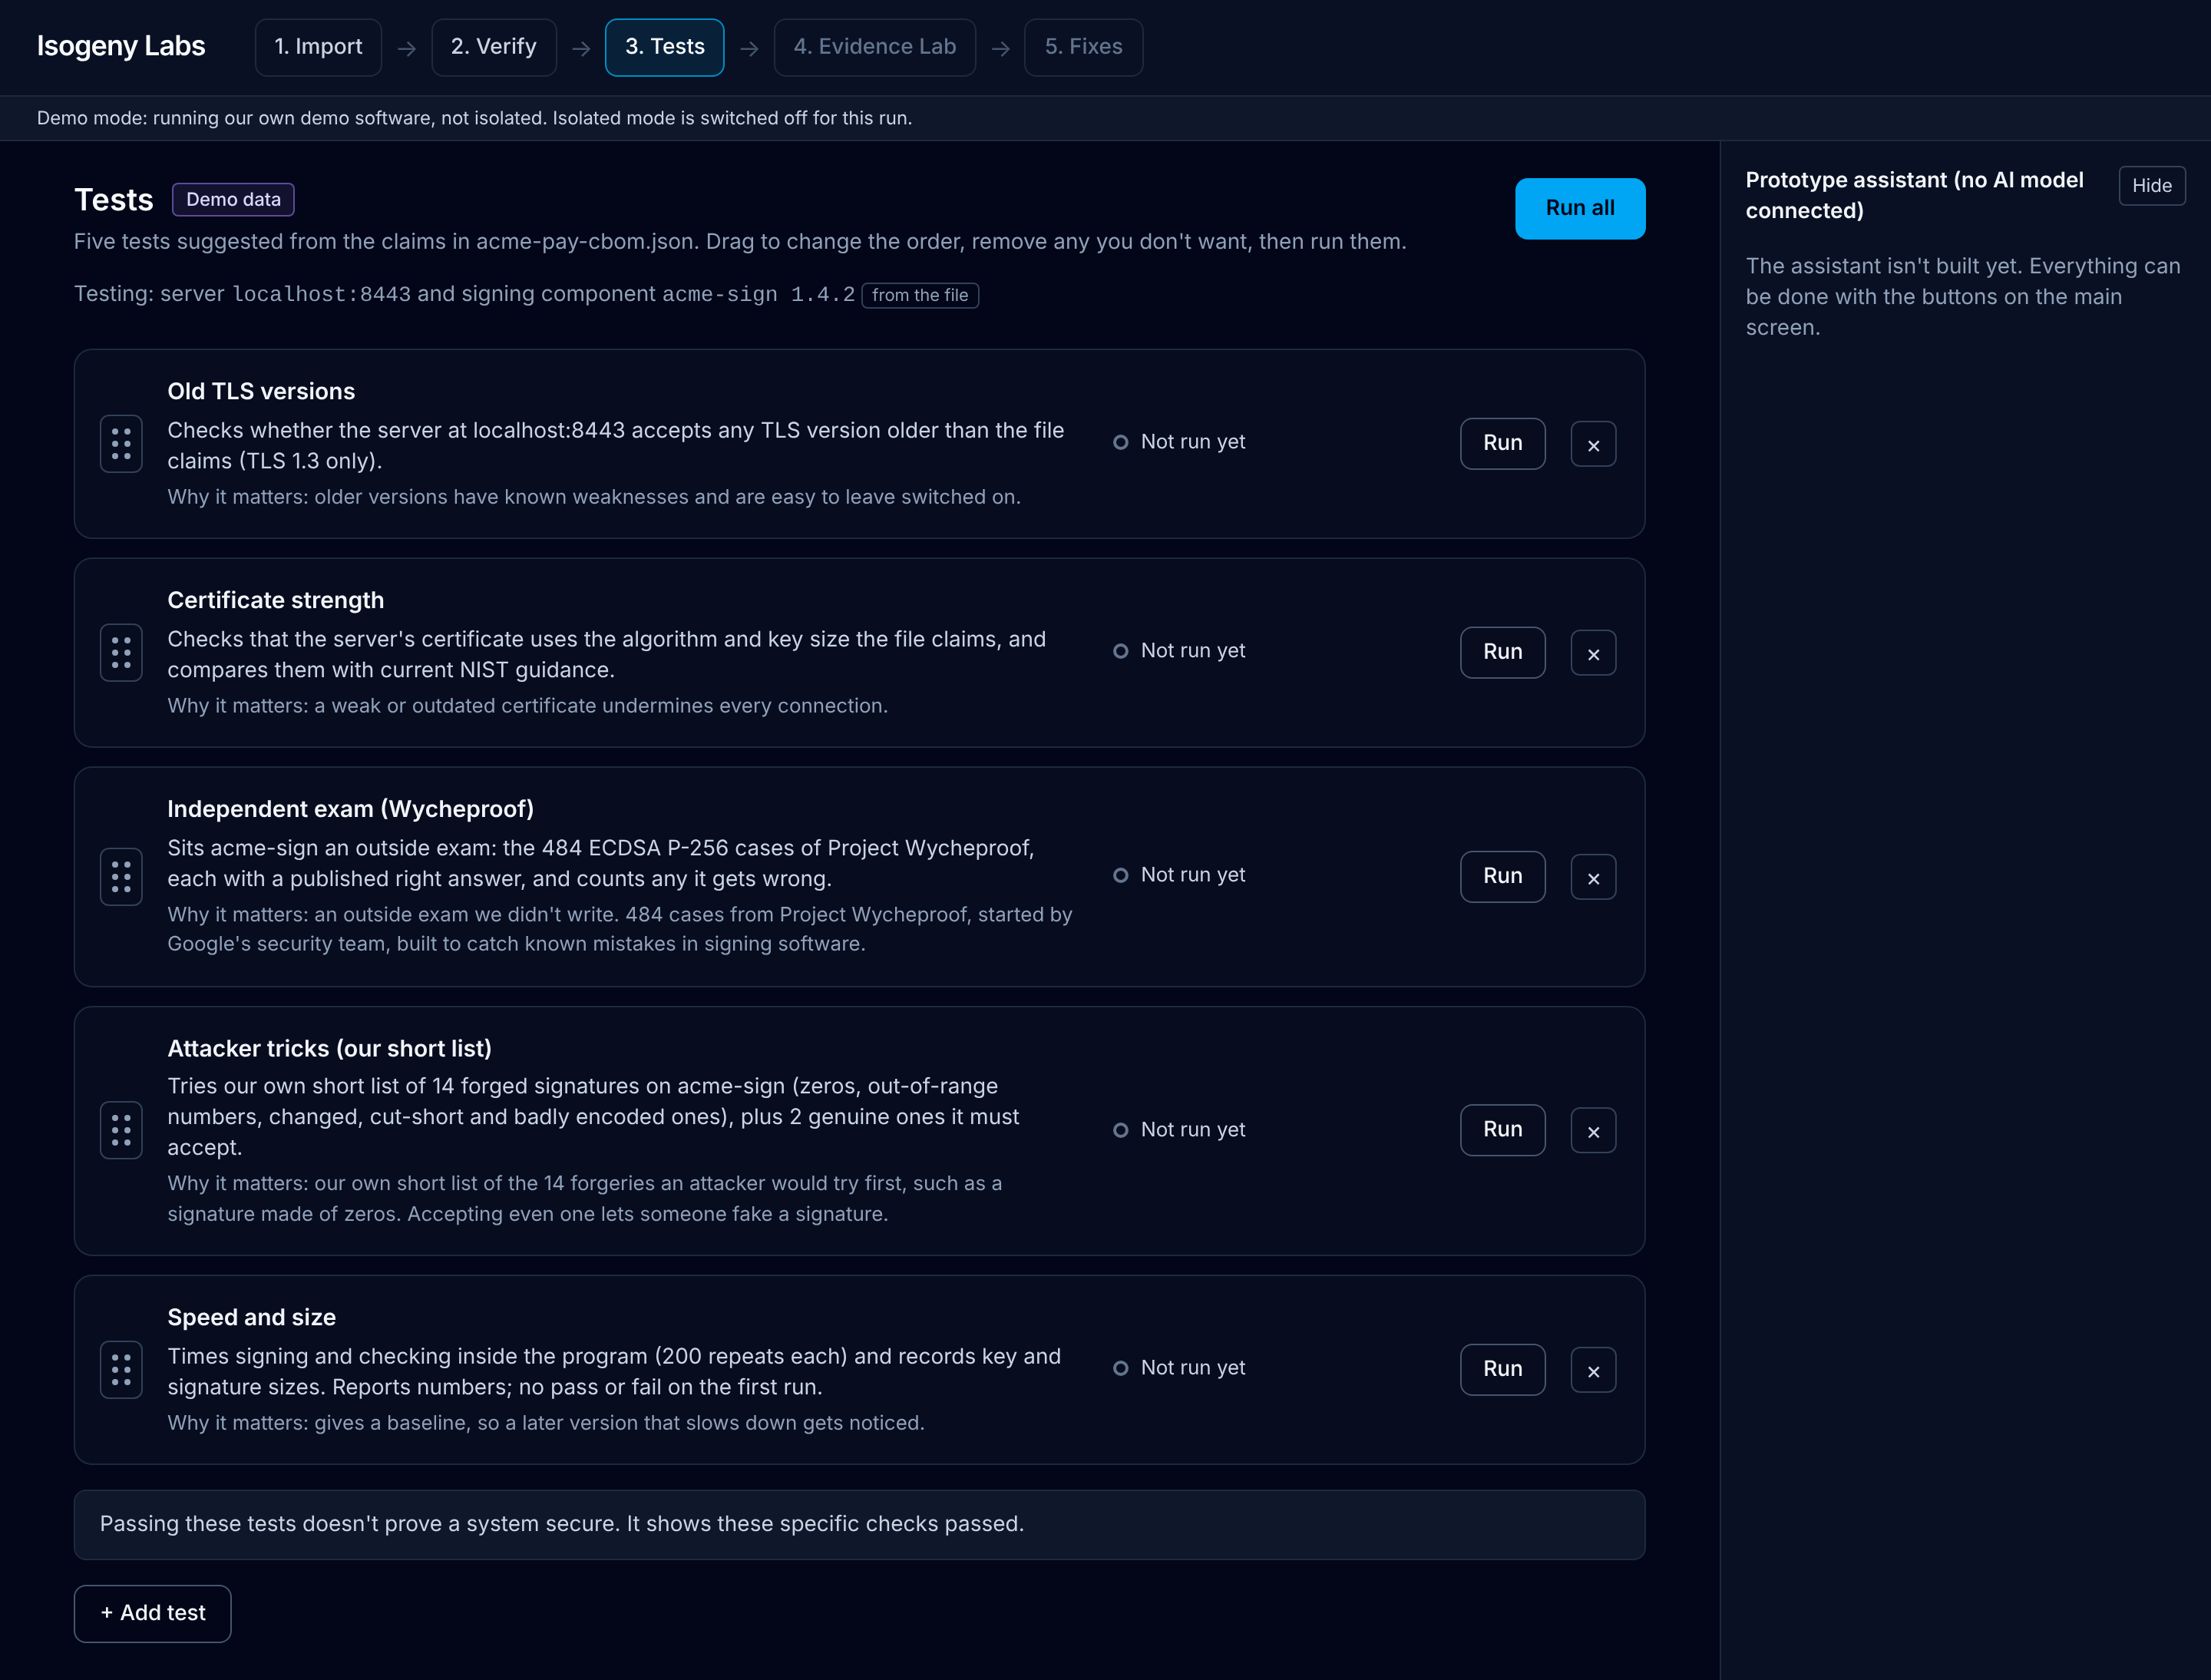 Isogeny Labs
1. Import
→
2. Verify
→
3. Tests
→
4. Evidence Lab
→
5. Fixes
Demo mode: running our own demo software, not isolated. Isolated mode is switched off for this run.
Tests
Demo data
Run all
Five tests suggested from the claims in acme-pay-cbom.json. Drag to change the order, remove any you don't want, then run them.
Testing: server localhost:8443 and signing component acme-sign 1.4.2 from the file
Old TLS versions
Checks whether the server at localhost:8443 accepts any TLS version older than the file
claims (TLS 1.3 only).
Why it matters: older versions have known weaknesses and are easy to leave switched on.
Not run yet
Run
×
Certificate strength
Checks that the server's certificate uses the algorithm and key size the file claims, and
compares them with current NIST guidance.
Why it matters: a weak or outdated certificate undermines every connection.
Not run yet
Run
×
Independent exam (Wycheproof)
Sits acme-sign an outside exam: the 484 ECDSA P-256 cases of Project Wycheproof,
each with a published right answer, and counts any it gets wrong.
Why it matters: an outside exam we didn't write. 484 cases from Project Wycheproof, started by
Google's security team, built to catch known mistakes in signing software.
Not run yet
Run
×
Attacker tricks (our short list)
Tries our own short list of 14 forged signatures on acme-sign (zeros, out-of-range
numbers, changed, cut-short and badly encoded ones), plus 2 genuine ones it must
accept.
Why it matters: our own short list of the 14 forgeries an attacker would try first, such as a
signature made of zeros. Accepting even one lets someone fake a signature.
Not run yet
Run
×
Speed and size
Times signing and checking inside the program (200 repeats each) and records key and
signature sizes. Reports numbers; no pass or fail on the first run.
Why it matters: gives a baseline, so a later version that slows down gets noticed.
Not run yet
Run
×
Passing these tests doesn't prove a system secure. It shows these specific checks passed.
+ Add test
Prototype assistant (no AI model
connected)
Hide
The assistant isn't built yet. Everything can
be done with the buttons on the main
screen.